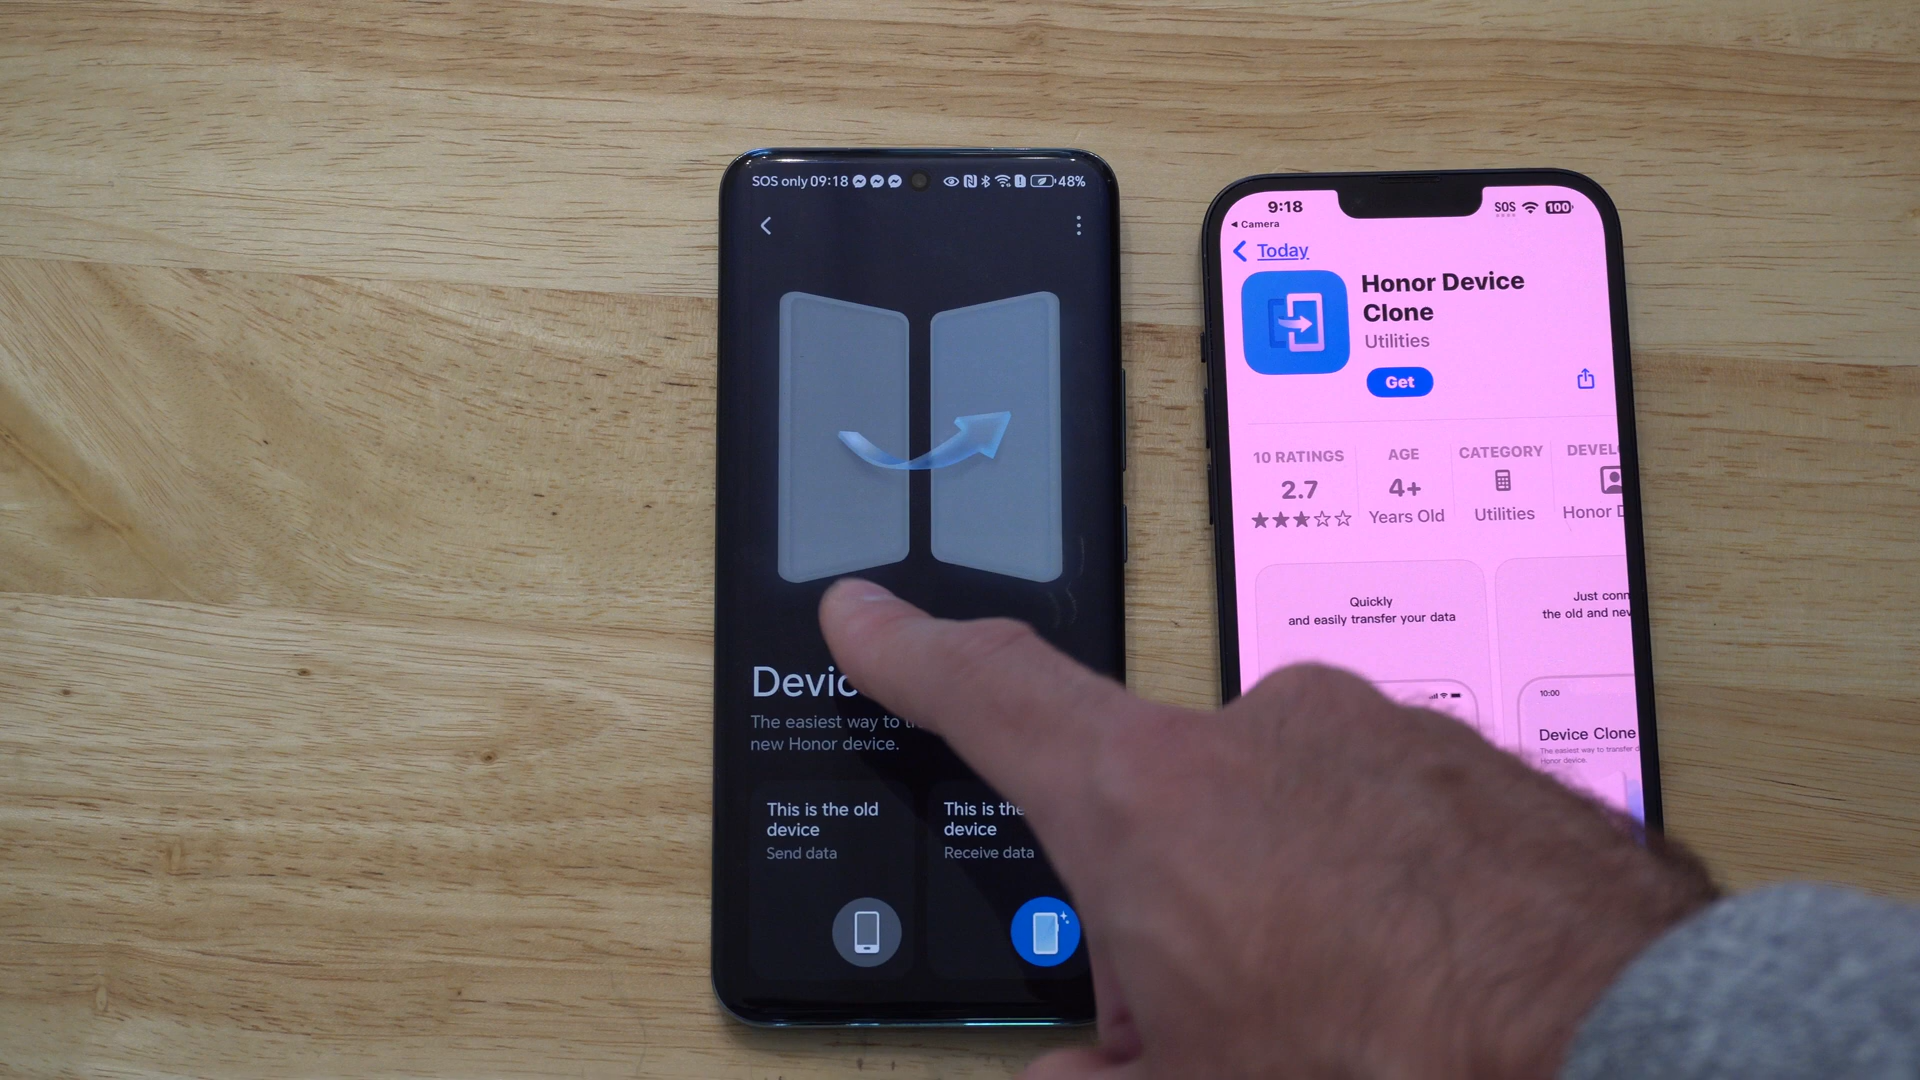 SOS only 09:18
48%
Devic
The easiest way to
new Honor device.
This is the old
device
Send data
This is the
device
Receive data
9:18
SOS
100
Camera
Today
Honor Device
Clone
Utilities
Get
10 RATINGS
2.7
AGE
4+
Years Old
CATEGORY
Utilities
DEVEL
Honor D
Quickly
and easily transfer your data
Just conn
the old and new
10:00
Device Clone
The easiest way to transfer d
Honor device.